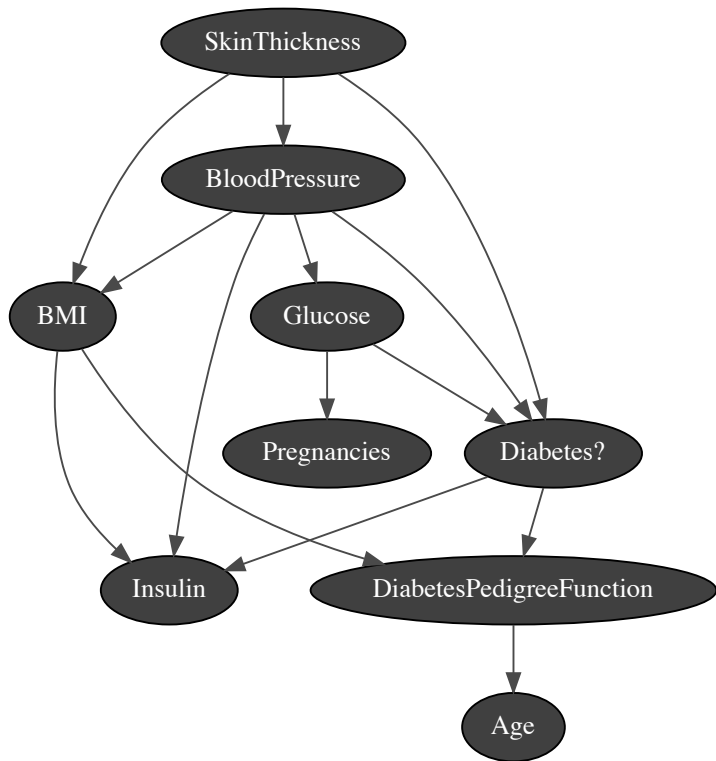 SkinThickness
BloodPressure
BMI
Glucose
Pregnancies
Diabetes?
Insulin
DiabetesPedigreeFunction
Age